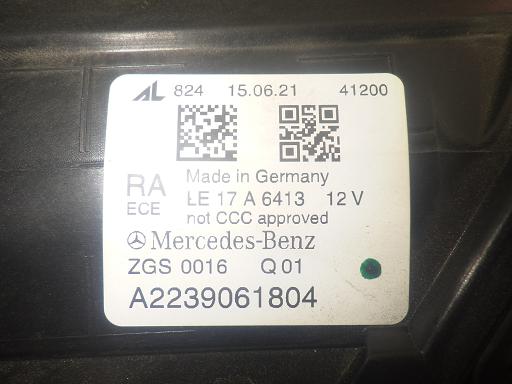 AL 824 15.06.21 41200
RA Made in Germany
ECE LE 17 A 6413 12 V
not CCC approved
Mercedes-Benz
ZGS 0016 Q 01
A2239061804